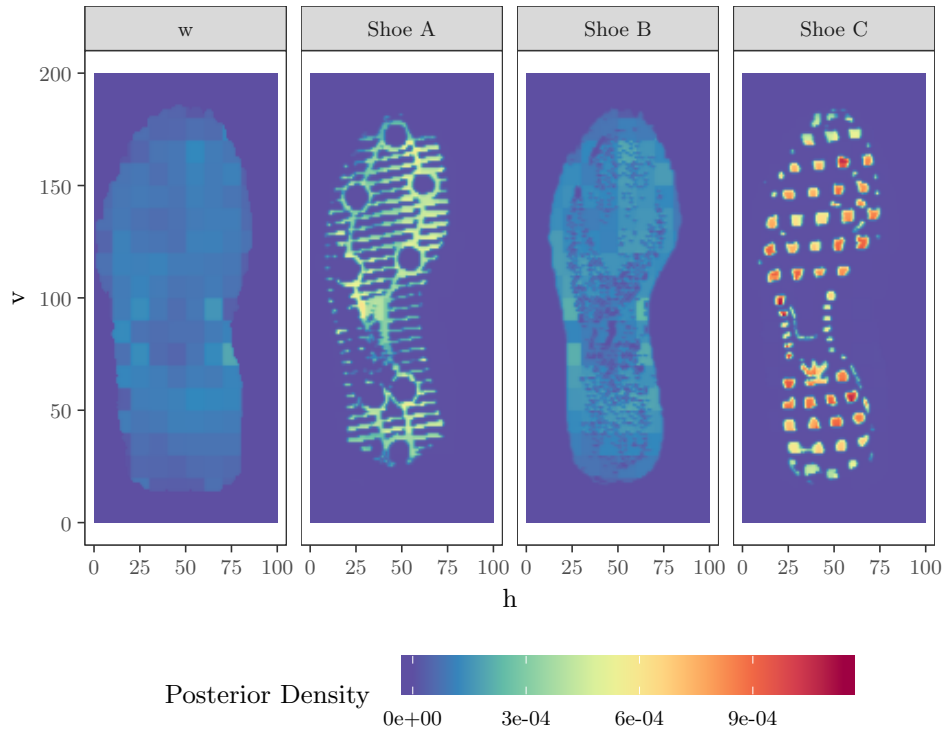 w Shoe A Shoe B Shoe C
200
150
100
50
0
v
0 25 50 75 100 0 25 50 75 100 0 25 50 75 100 0 25 50 75 100
h
Posterior Density
0e+00 3e-04 6e-04 9e-04